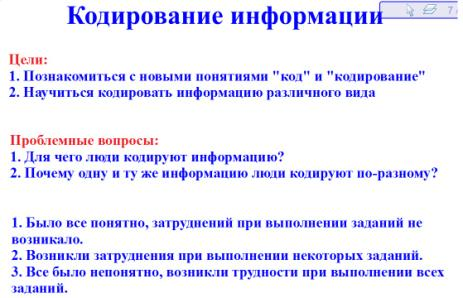 Кодирование информации
7
Цели:
1. Познакомиться с новыми понятиями "код" и "кодирование"
2. Научиться кодировать информацию различного вида
Проблемные вопросы:
1. Для чего люди кодируют информацию?
2. Почему одну и ту же информацию люди кодируют по-разному?
1. Было все понятно, затруднений при выполнении заданий не
возникало.
2. Возникли затруднения при выполнении некоторых заданий.
3. Все было непонятно, возникли трудности при выполнении всех
заданий.